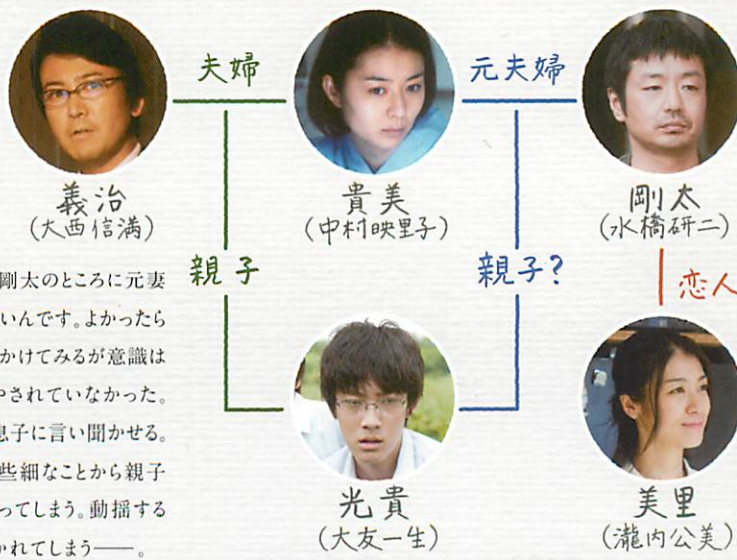 夫婦
元夫婦
義治
(大西信満)
貴美
(中村映里子)
剛太
(水橋研二)
親子
親子?
恋人
光貴
(大友一生)
美里
(瀧内公美)
剛太のところに元妻
いんです。よかったら
かけてみるが意識は
やされていなかった。
息子に言い聞かせる。
些細なことから親子
ってしまう。動揺する
かれてしまう——。